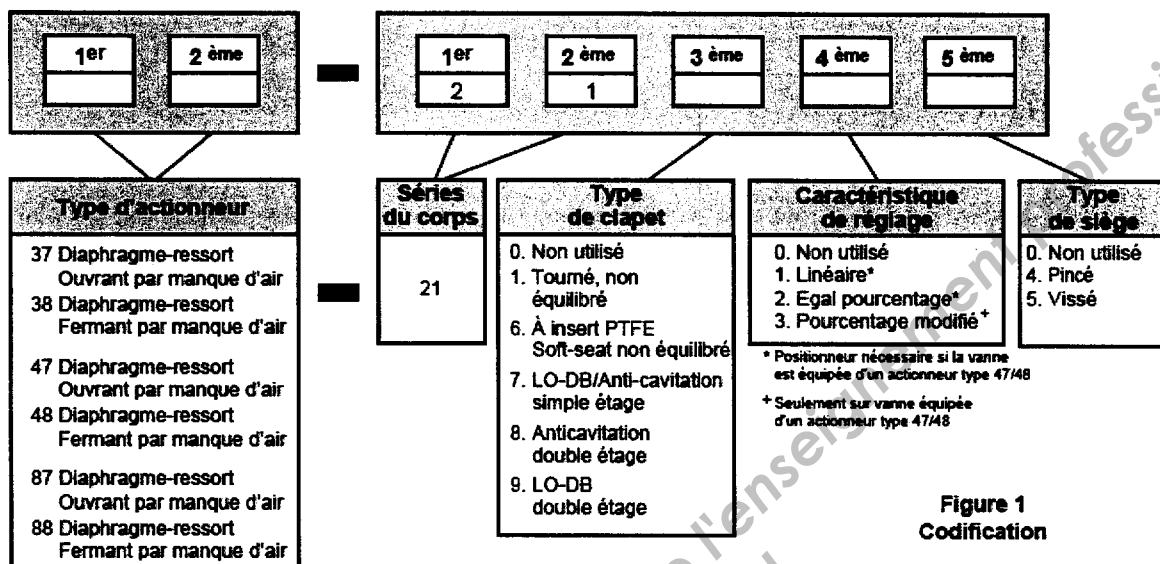 1er
2 ème
1er
2 ème
3 ème
4 ème
5 ème
2
1
Type d'actionneur
37 Diaphragme-ressort
Ouvrant par manque d'air
38 Diaphragme-ressort
Fermant par manque d'air
47 Diaphragme-ressort
Ouvrant par manque d'air
48 Diaphragme-ressort
Fermant par manque d'air
87 Diaphragme-ressort
Ouvrant par manque d'air
88 Diaphragme-ressort
Fermant par manque d'air
Séries
du corps
21
Type
de clapet
0. Non utilisé
1. Tourné, non
équilibré
6. À insert PTFE
Soft-seat non équilibré
7. LO-DB/Anti-cavitation
simple étage
8. Anticavitation
double étage
9. LO-DB
double étage
Caractéristique
de réglage
0. Non utilisé
1. Linéaire*
2. Egal pourcentage*
3. Pourcentage modifié+
* Positionneur nécessaire si la vanne
est équipée d'un actionneur type 47/48
+ Seulement sur vanne équipée
d'un actionneur type 47/48
Type
de siège
0. Non utilisé
4. Pincé
5. Vissé
Figure 1
Codification
l'enseignement